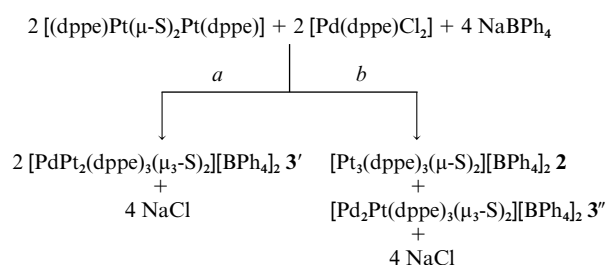 2 [(dppe)Pt(μ-S)₂Pt(dppe)] + 2 [Pd(dppe)Cl₂] + 4 NaBPh₄
a b
2 [PdPt₂(dppe)₃(μ₃-S)₂][BPh₄]₂ 3′ [Pt₃(dppe)₃(μ-S)₂][BPh₄]₂ 2
+ +
4 NaCl [Pd₂Pt(dppe)₃(μ₃-S)₂][BPh₄]₂ 3″
+
4 NaCl